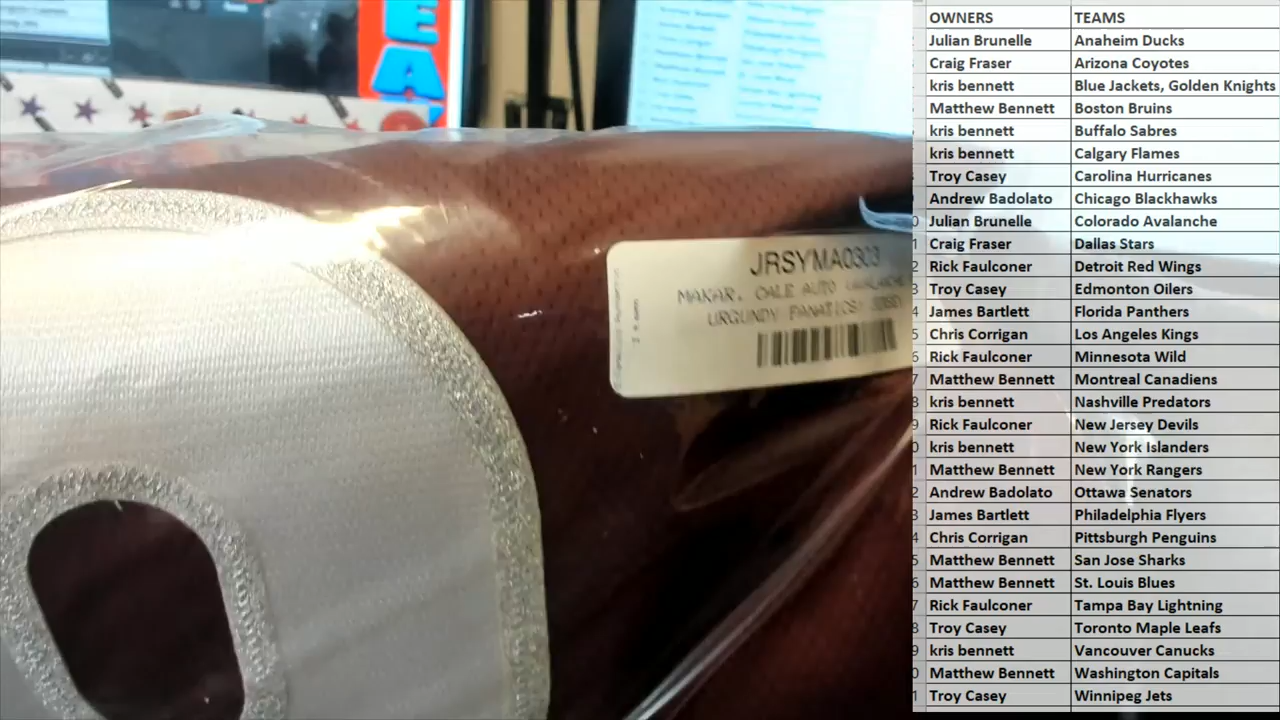 EA
JRSYMA0303
MAKAR, CALE AUTO (AVALANCHE
URGUNDY FANATICS) JERSEY
OWNERS TEAMS
Julian Brunelle Anaheim Ducks
Craig Fraser Arizona Coyotes
kris bennett Blue Jackets, Golden Knights
Matthew Bennett Boston Bruins
kris bennett Buffalo Sabres
kris bennett Calgary Flames
Troy Casey Carolina Hurricanes
Andrew Badolato Chicago Blackhawks
Julian Brunelle Colorado Avalanche
Craig Fraser Dallas Stars
Rick Faulconer Detroit Red Wings
Troy Casey Edmonton Oilers
James Bartlett Florida Panthers
Chris Corrigan Los Angeles Kings
Rick Faulconer Minnesota Wild
Matthew Bennett Montreal Canadiens
kris bennett Nashville Predators
Rick Faulconer New Jersey Devils
kris bennett New York Islanders
Matthew Bennett New York Rangers
Andrew Badolato Ottawa Senators
James Bartlett Philadelphia Flyers
Chris Corrigan Pittsburgh Penguins
Matthew Bennett San Jose Sharks
Matthew Bennett St. Louis Blues
Rick Faulconer Tampa Bay Lightning
Troy Casey Toronto Maple Leafs
kris bennett Vancouver Canucks
Matthew Bennett Washington Capitals
Troy Casey Winnipeg Jets